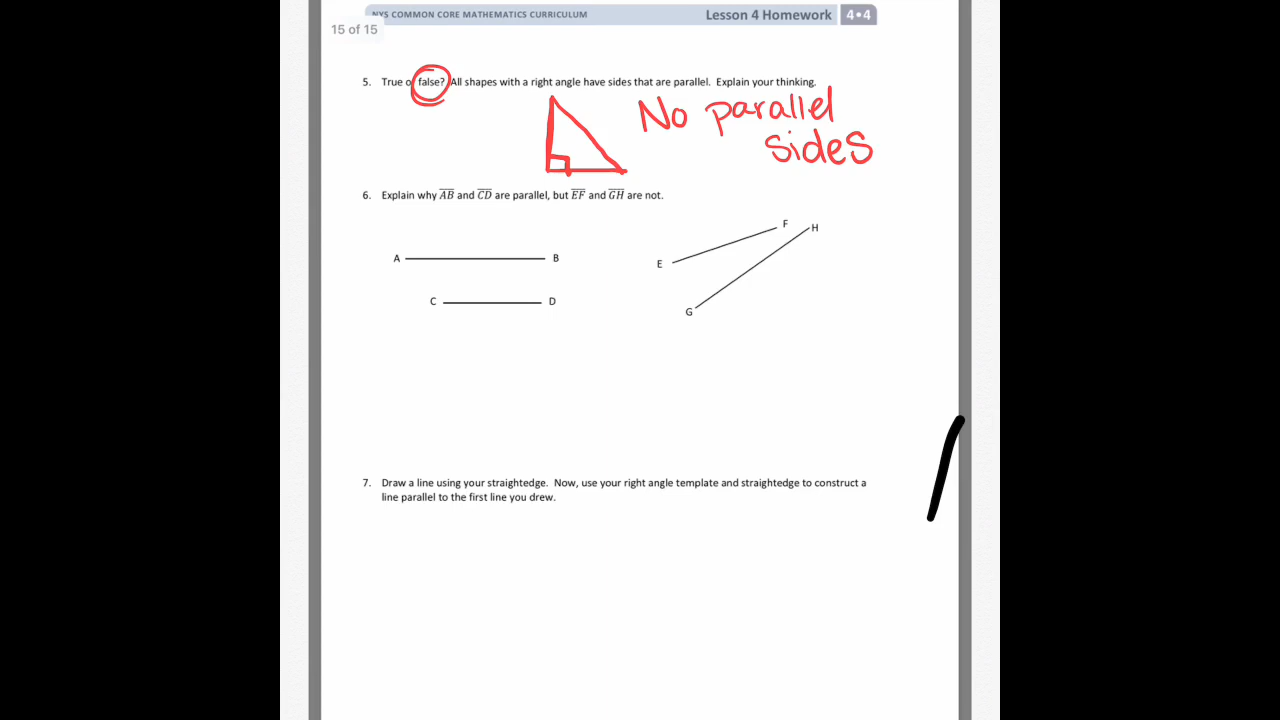 NYS COMMON CORE MATHEMATICS CURRICULUM Lesson 4 Homework 4•4
15 of 15
5. True or false? All shapes with a right angle have sides that are parallel. Explain your thinking.
No parallel
sides
6. Explain why AB and CD are parallel, but EF and GH are not.
F
H
A B
E
C D
G
7. Draw a line using your straightedge. Now, use your right angle template and straightedge to construct a
line parallel to the first line you drew.